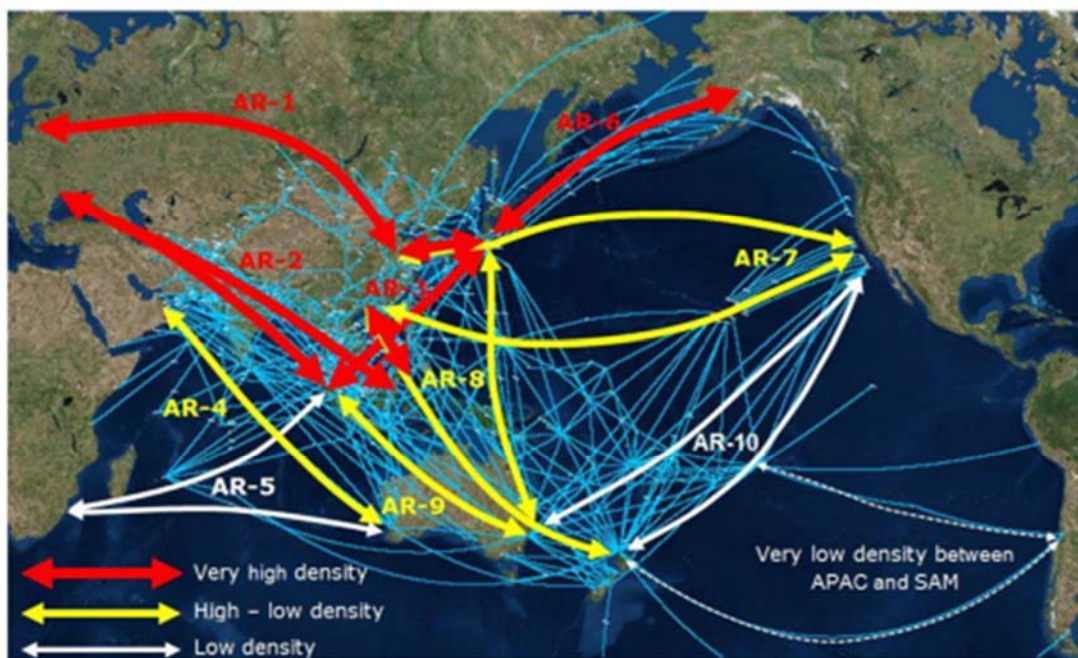 AR-1
AR-6
AR-2
AR-3
AR-7
AR-4
AR-8
AR-10
AR-5
AR-9
Very high density
High – low density
Low density
Very low density between
APAC and SAM